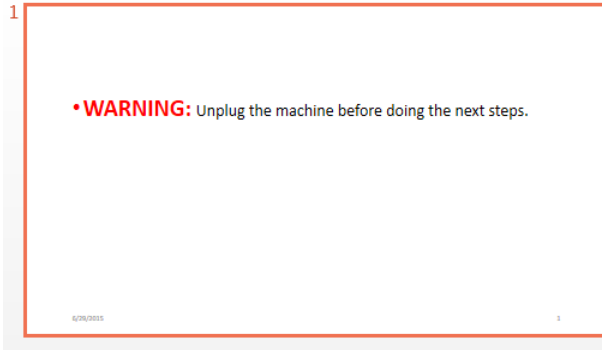 1
• WARNING: Unplug the machine before doing the next steps.
6/26/2015 1